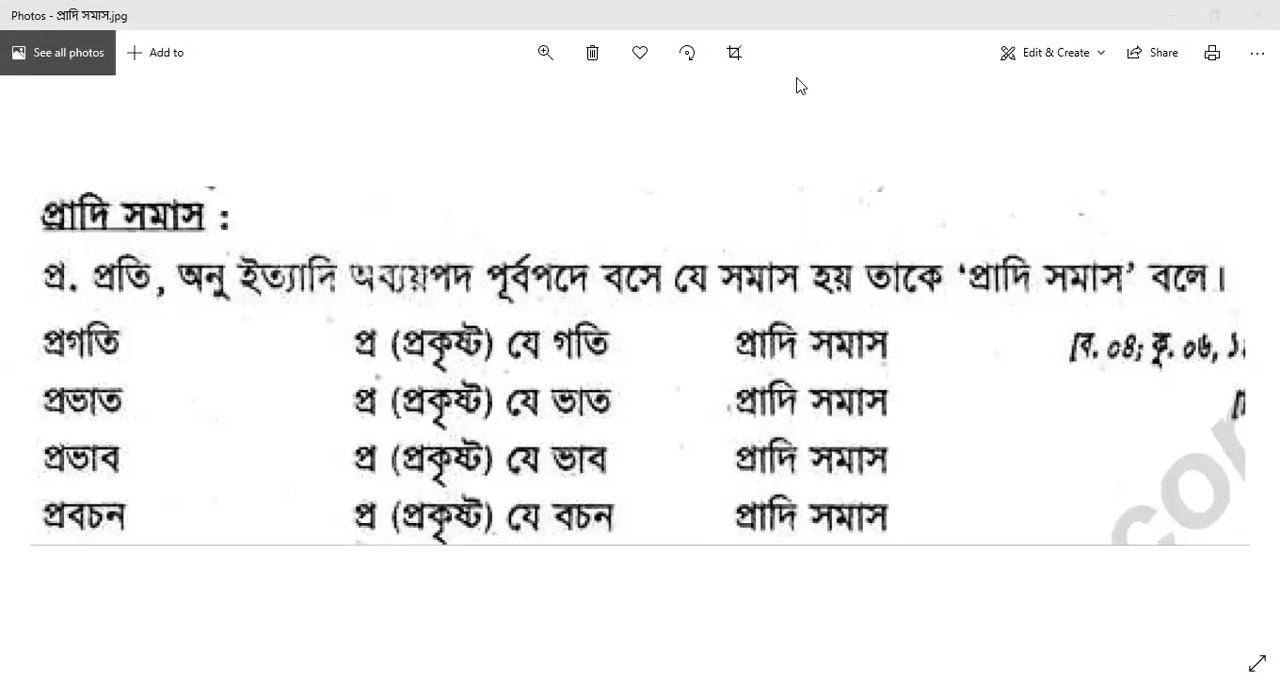 Photos - প্রাদি সমাস.jpg
See all photos Add to Edit & Create Share
প্রাদি সমাস :
প্র. প্রতি, অনু ইত্যাদি অব্যয়পদ পূর্বপদে বসে যে সমাস হয় তাকে ‘প্রাদি সমাস’ বলে।
প্রগতি প্র (প্রকৃষ্ট) যে গতি প্রাদি সমাস [ব. ০৪; কু. ০৬,
প্রভাত প্র (প্রকৃষ্ট) যে ভাত প্রাদি সমাস
প্রভাব প্র (প্রকৃষ্ট) যে ভাব প্রাদি সমাস
প্রবচন প্র (প্রকৃষ্ট) যে বচন প্রাদি সমাস